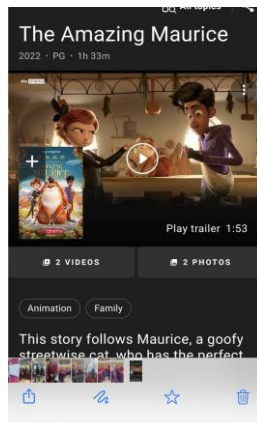 All topics
The Amazing Maurice
2022 · PG · 1h 33m
Play trailer 1:53
2 VIDEOS
2 PHOTOS
Animation
Family
This story follows Maurice, a goofy
streetwise cat, who has the perfect